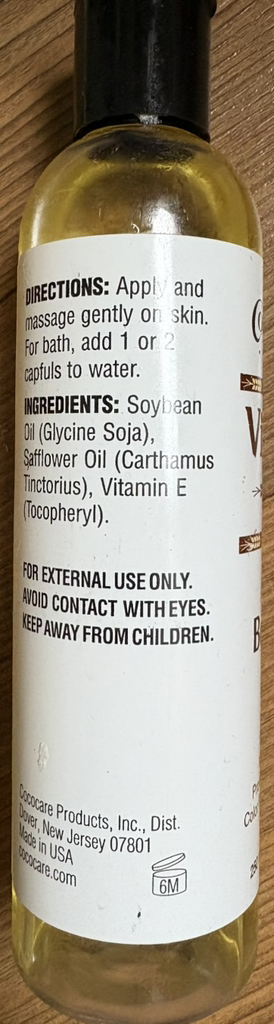 DIRECTIONS: Apply and
massage gently on skin.
For bath, add 1 or 2
capfuls to water.
INGREDIENTS: Soybean
Oil (Glycine Soja),
Safflower Oil (Carthamus
Tinctorius), Vitamin E
(Tocopheryl).
FOR EXTERNAL USE ONLY.
AVOID CONTACT WITH EYES.
KEEP AWAY FROM CHILDREN.
Cococare Products, Inc., Dist.
Dover, New Jersey 07801
Made in USA
cococare.com
6M